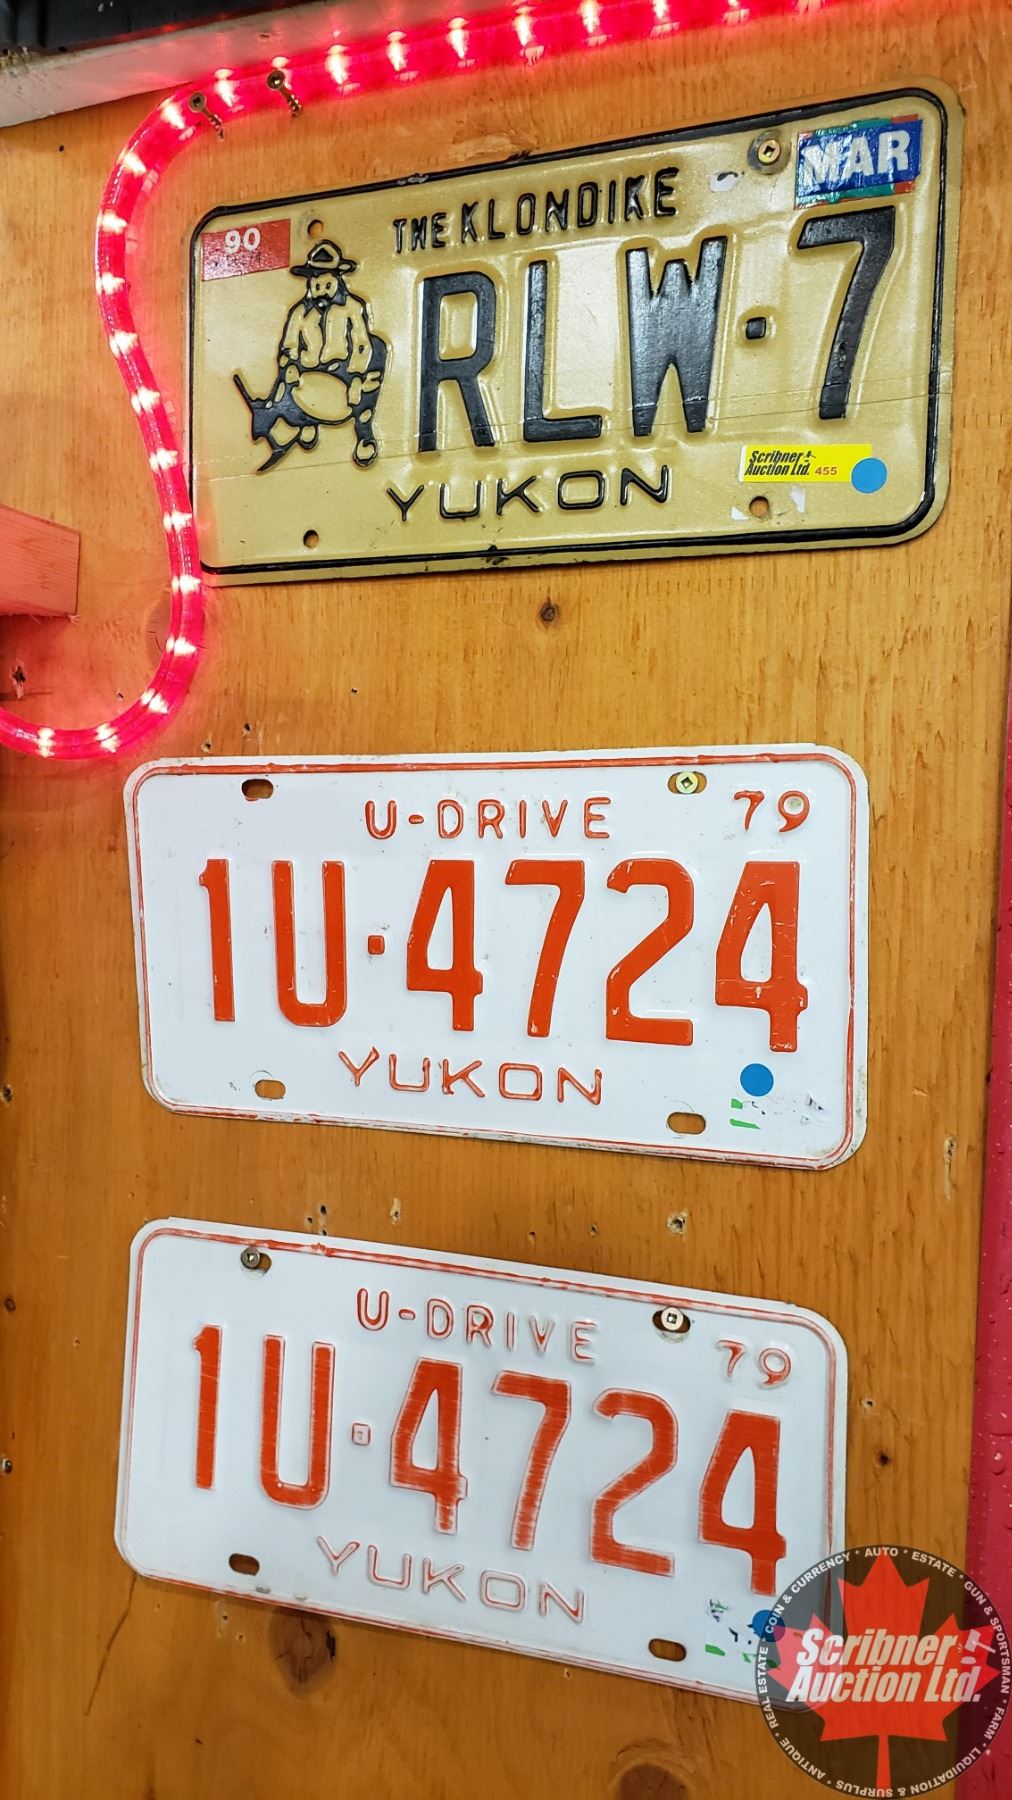 THE KLONDIKE
MAR
90
RLW·7
Scribner
Auction Ltd. 455
YUKON
U-DRIVE 79
1U·4724
YUKON
U-DRIVE 79
1U·4724
YUKON
ANTIQUE * REAL ESTATE * COIN & CURRENCY * AUTO * ESTATE * GUN & SPORTSMAN * FARM * LIQUIDATION & SURPLUS *
Scribner
Auction Ltd.